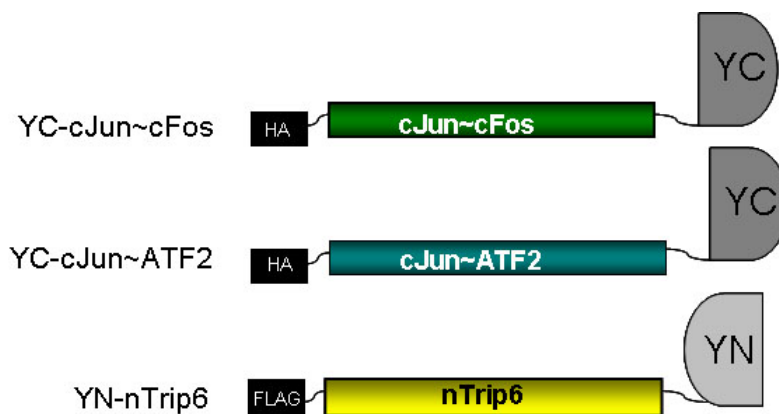 YC
YC-cJun~cFos HA cJun~cFos
YC
YC-cJun~ATF2 HA cJun~ATF2
YN
YN-nTrip6 FLAG nTrip6